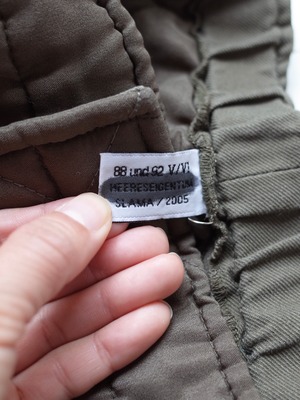 88 und 92 V/VI
HEERESEIGENTUM
SLAMA / 2005